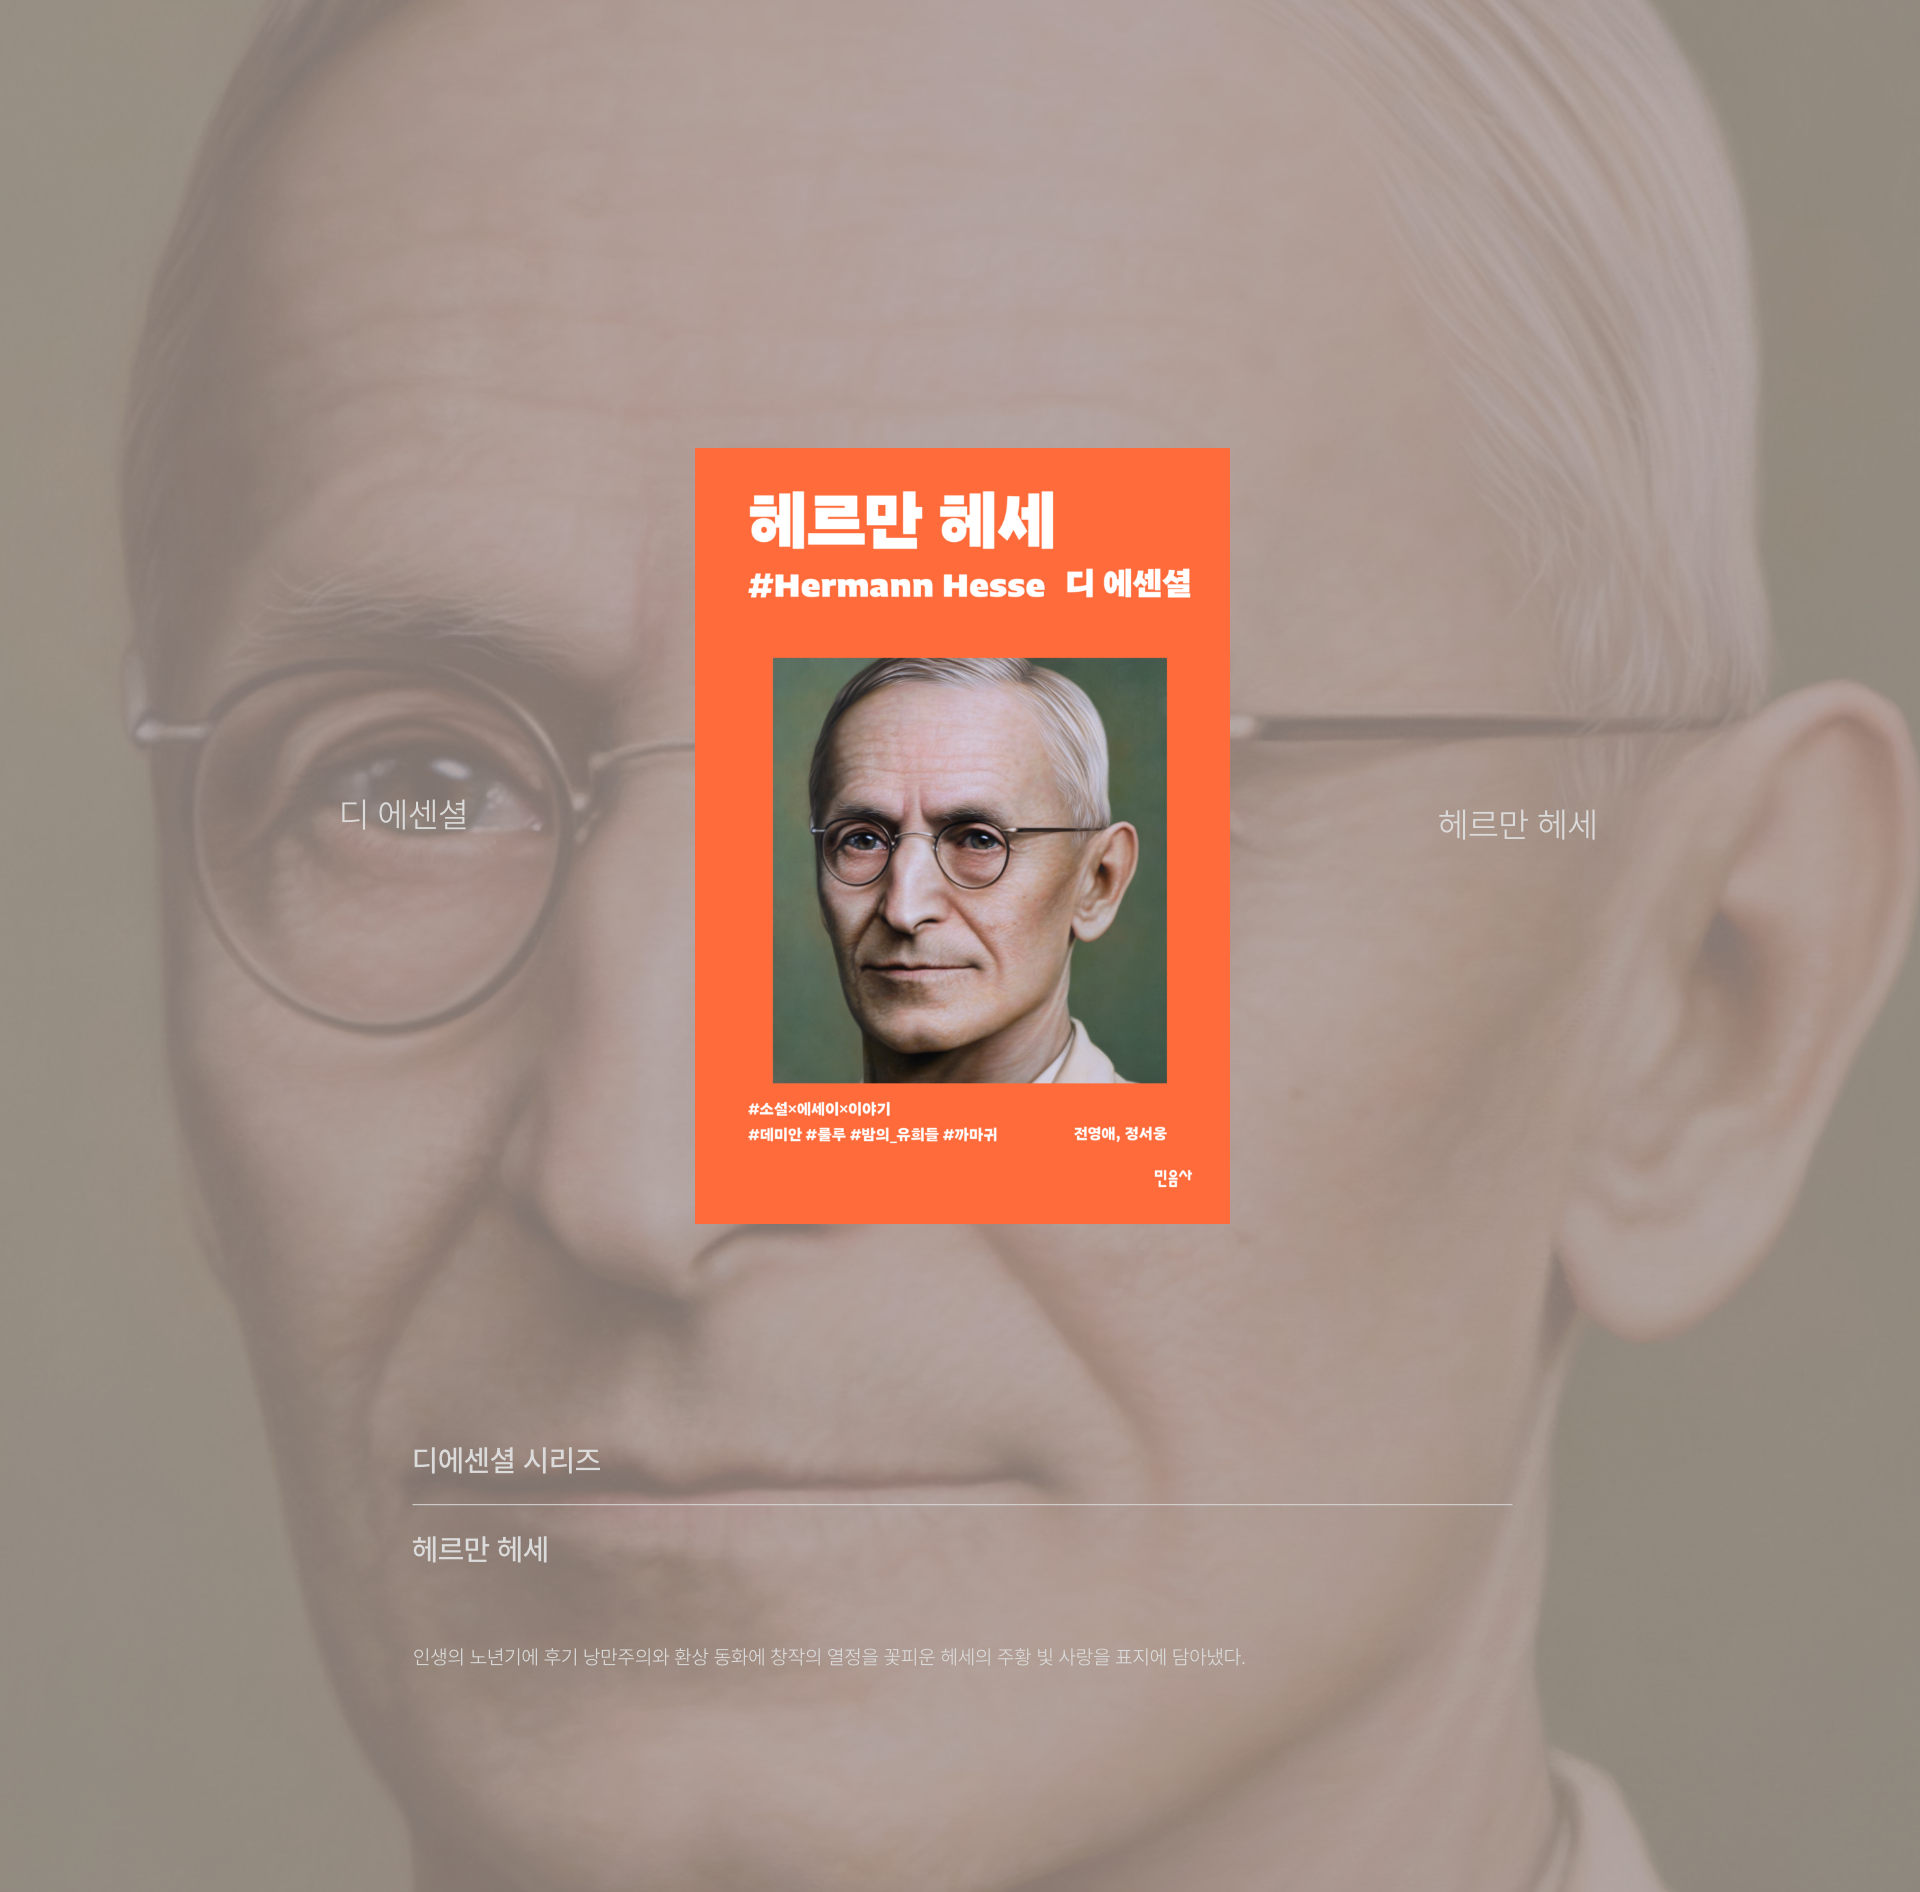 헤르만 헤세
#Hermann Hesse 디 에센셜
디 에센셜
헤르만 헤세
#소설×에세이×이야기
#데미안 #룰루 #밤의_유희들 #까마귀
전영애, 정서웅
민음사
디에센셜 시리즈
헤르만 헤세
인생의 노년기에 후기 낭만주의와 환상 동화에 창작의 열정을 꽃피운 헤세의 주황 빛 사랑을 표지에 담아냈다.